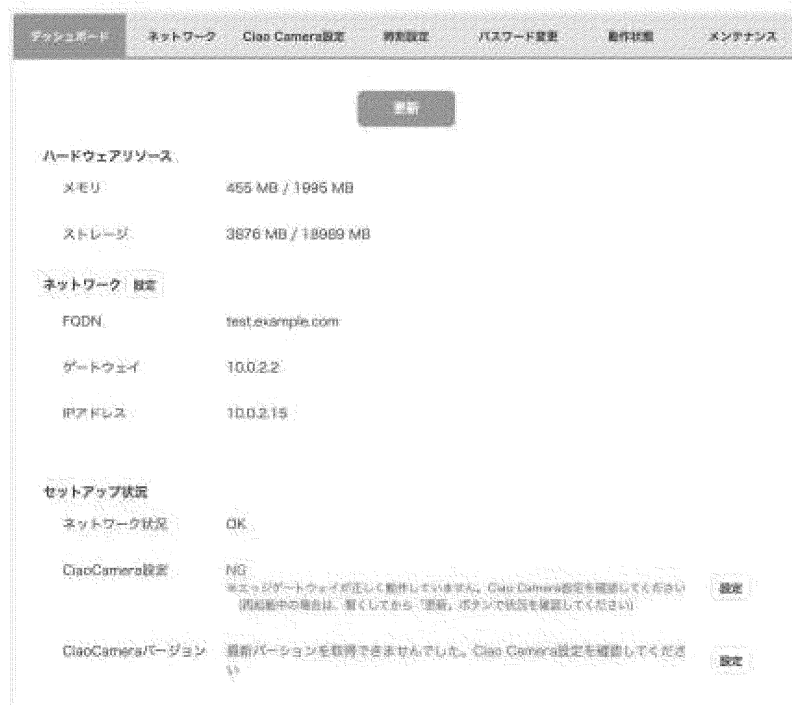 ダッシュボード ネットワーク Ciao Camera設定 時刻設定 パスワード変更 動作状態 メンテナンス
更新
ハードウェアリソース
メモリ 455 MB / 1995 MB
ストレージ 3876 MB / 18989 MB
ネットワーク 設定
FQDN test.example.com
ゲートウェイ 10.0.2.2
IPアドレス 10.0.2.15
セットアップ状況
ネットワーク状況 OK
CiaoCamera設定 NG
※エッジゲートウェイが正しく動作していません。Ciao Camera設定を確認してください 設定
(再起動中の場合は、暫くしてから「更新」ボタンで状況を確認してください)
CiaoCameraバージョン 最新バージョンを取得できませんでした。Ciao Camera設定を確認してくださ
い 設定